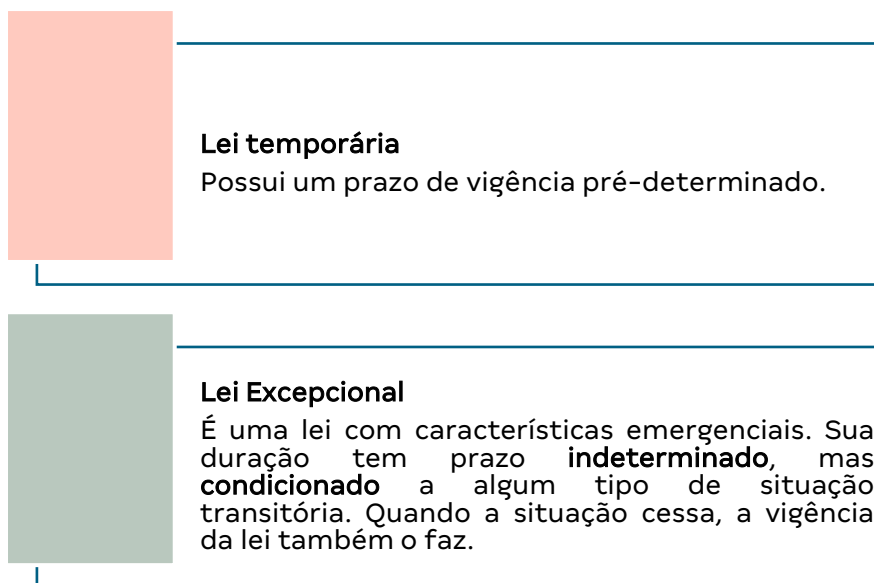 Lei temporária
Possui um prazo de vigência pré-determinado.
Lei Excepcional
É uma lei com características emergenciais. Sua
duração tem prazo indeterminado, mas
condicionado a algum tipo de situação
transitória. Quando a situação cessa, a vigência
da lei também o faz.